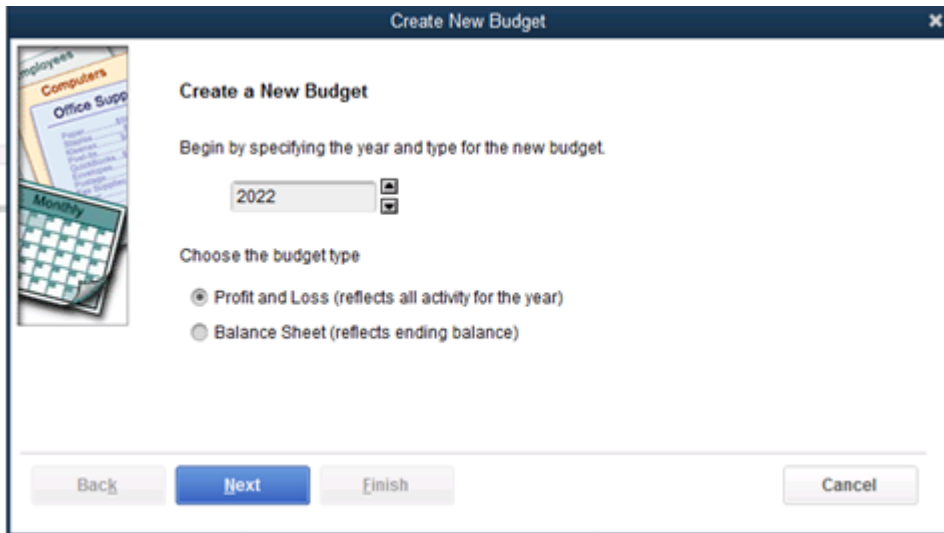 Create New Budget
mployees
Computers
Office Supp
Monthly
Create a New Budget
Begin by specifying the year and type for the new budget.
2022
Choose the budget type
Profit and Loss (reflects all activity for the year)
Balance Sheet (reflects ending balance)
Back
Next
Finish
Cancel